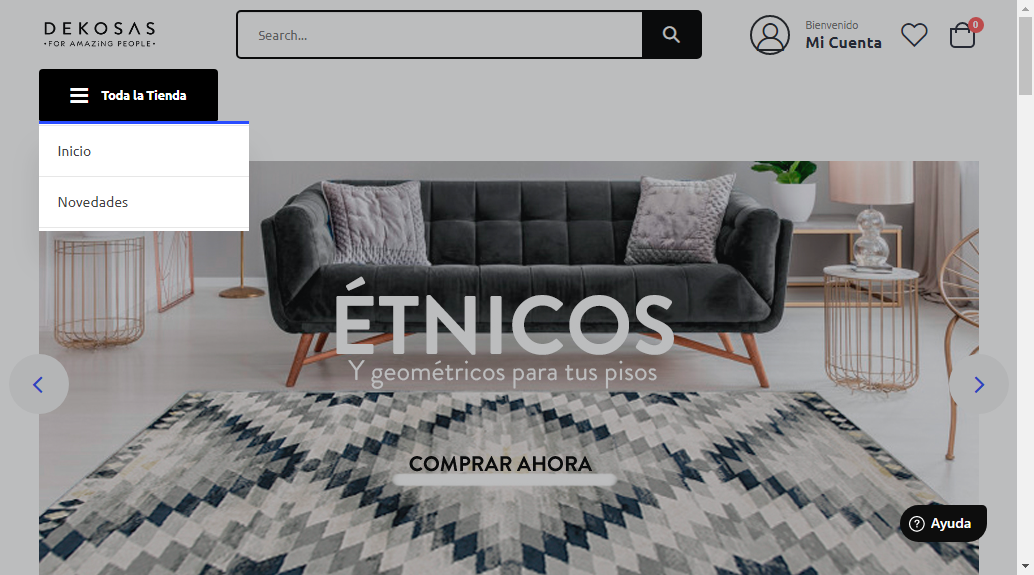 DEKOSAS
•FOR AMAZING PEOPLE•
Search...
Bienvenido
Mi Cuenta
0
Toda la Tienda
Inicio
Novedades
ÉTNICOS
Y geométricos para tus pisos
COMPRAR AHORA
Ayuda